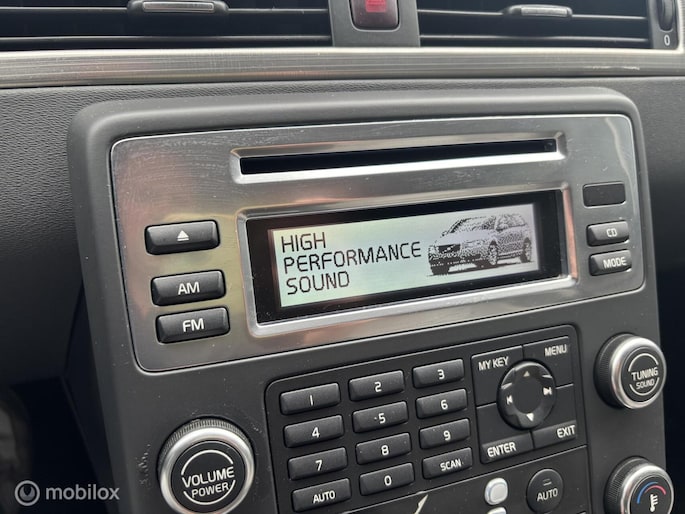 0
HIGH
PERFORMANCE
SOUND
AM
FM
CD
MODE
MY KEY
MENU
1
2
3
4
5
6
7
8
9
AUTO
0
SCAN
ENTER
EXIT
VOLUME
POWER
TUNING
SOUND
AUTO
mobilox